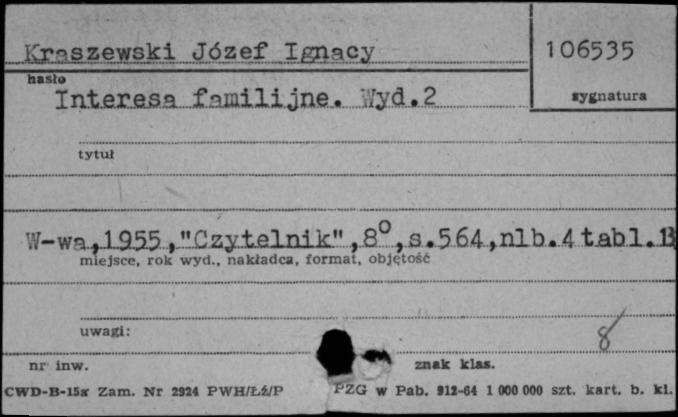 Kraszewski Józef Ignacy
106535
hasło
sygnatura
Interesa familijne. Wyd.2
tytuł
W-wa,1955,"Czytelnik",8°,s.564,nlb.4 tabl.13
miejsce, rok wyd., nakładca, format, objętość
uwagi:
8
nr inw.
znak klas.
CWD-B-15a Zam. Nr 2924 PWH/Łź/P
PZG w Pab. 912-64 1 000 000 szt. kart. b. kl.